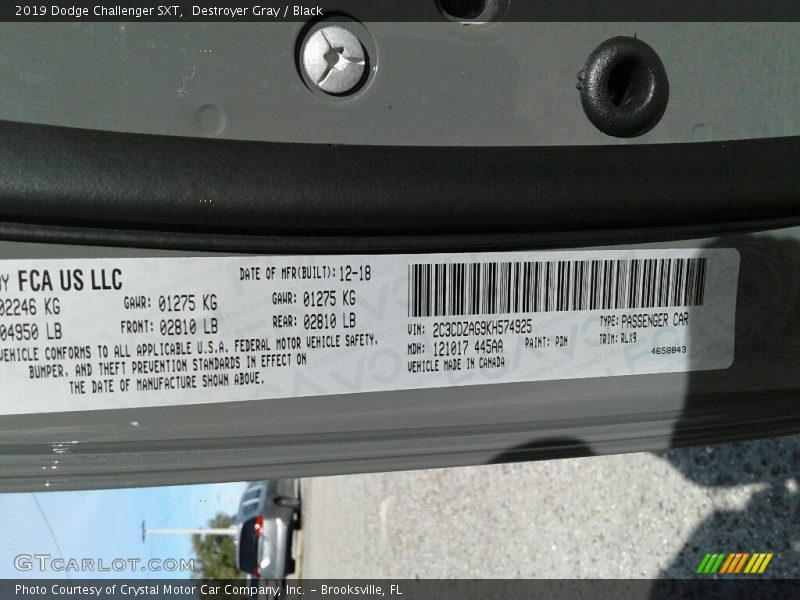 2019 Dodge Challenger SXT,  Destroyer Gray / Black
BY FCA US LLC
DATE OF MFR(BUILT): 12-18
02246 KG GAWR: 01275 KG GAWR: 01275 KG
04950 LB FRONT: 02810 LB REAR: 02810 LB
VEHICLE CONFORMS TO ALL APPLICABLE U.S.A. FEDERAL MOTOR VEHICLE SAFETY,
BUMPER, AND THEFT PREVENTION STANDARDS IN EFFECT ON
THE DATE OF MANUFACTURE SHOWN ABOVE.
VIN: 2C3CDZAG9KH574925 TYPE: PASSENGER CAR
MDH: 121017 445AA PAINT: PDN TRIM: RLX9
VEHICLE MADE IN CANADA 4658843
GTCARLOT.COM
Photo Courtesy of Crystal Motor Car Company, Inc. - Brooksville, FL